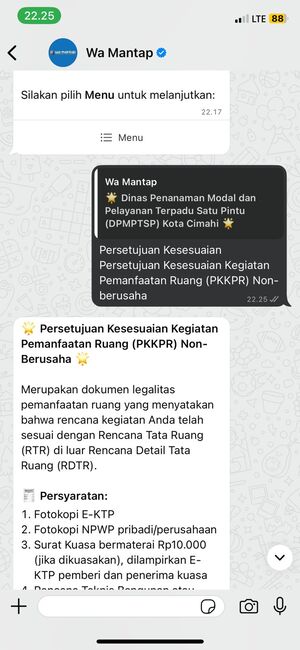 22.25
LTE 88
Wa Mantap
Silakan pilih Menu untuk melanjutkan:
22.17
Menu
Wa Mantap
🌟 Dinas Penanaman Modal dan
Pelayanan Terpadu Satu Pintu
(DPMPTSP) Kota Cimahi 🌟
Persetujuan Kesesuaian
Persetujuan Kesesuaian Kegiatan
Pemanfaatan Ruang (PKKPR) Non-
berusaha
22.25
🌟 Persetujuan Kesesuaian Kegiatan
Pemanfaatan Ruang (PKKPR) Non-
Berusaha 🌟
Merupakan dokumen legalitas
pemanfaatan ruang yang menyatakan
bahwa rencana kegiatan Anda telah
sesuai dengan Rencana Tata Ruang
(RTR) di luar Rencana Detail Tata
Ruang (RDTR).
🧾 Persyaratan:
1. Fotokopi E-KTP
2. Fotokopi NPWP pribadi/perusahaan
3. Surat Kuasa bermaterai Rp10.000
(jika dikuasakan), dilampirkan E-
KTP pemberi dan penerima kuasa
4. Rencana Teknis Bangunan atau